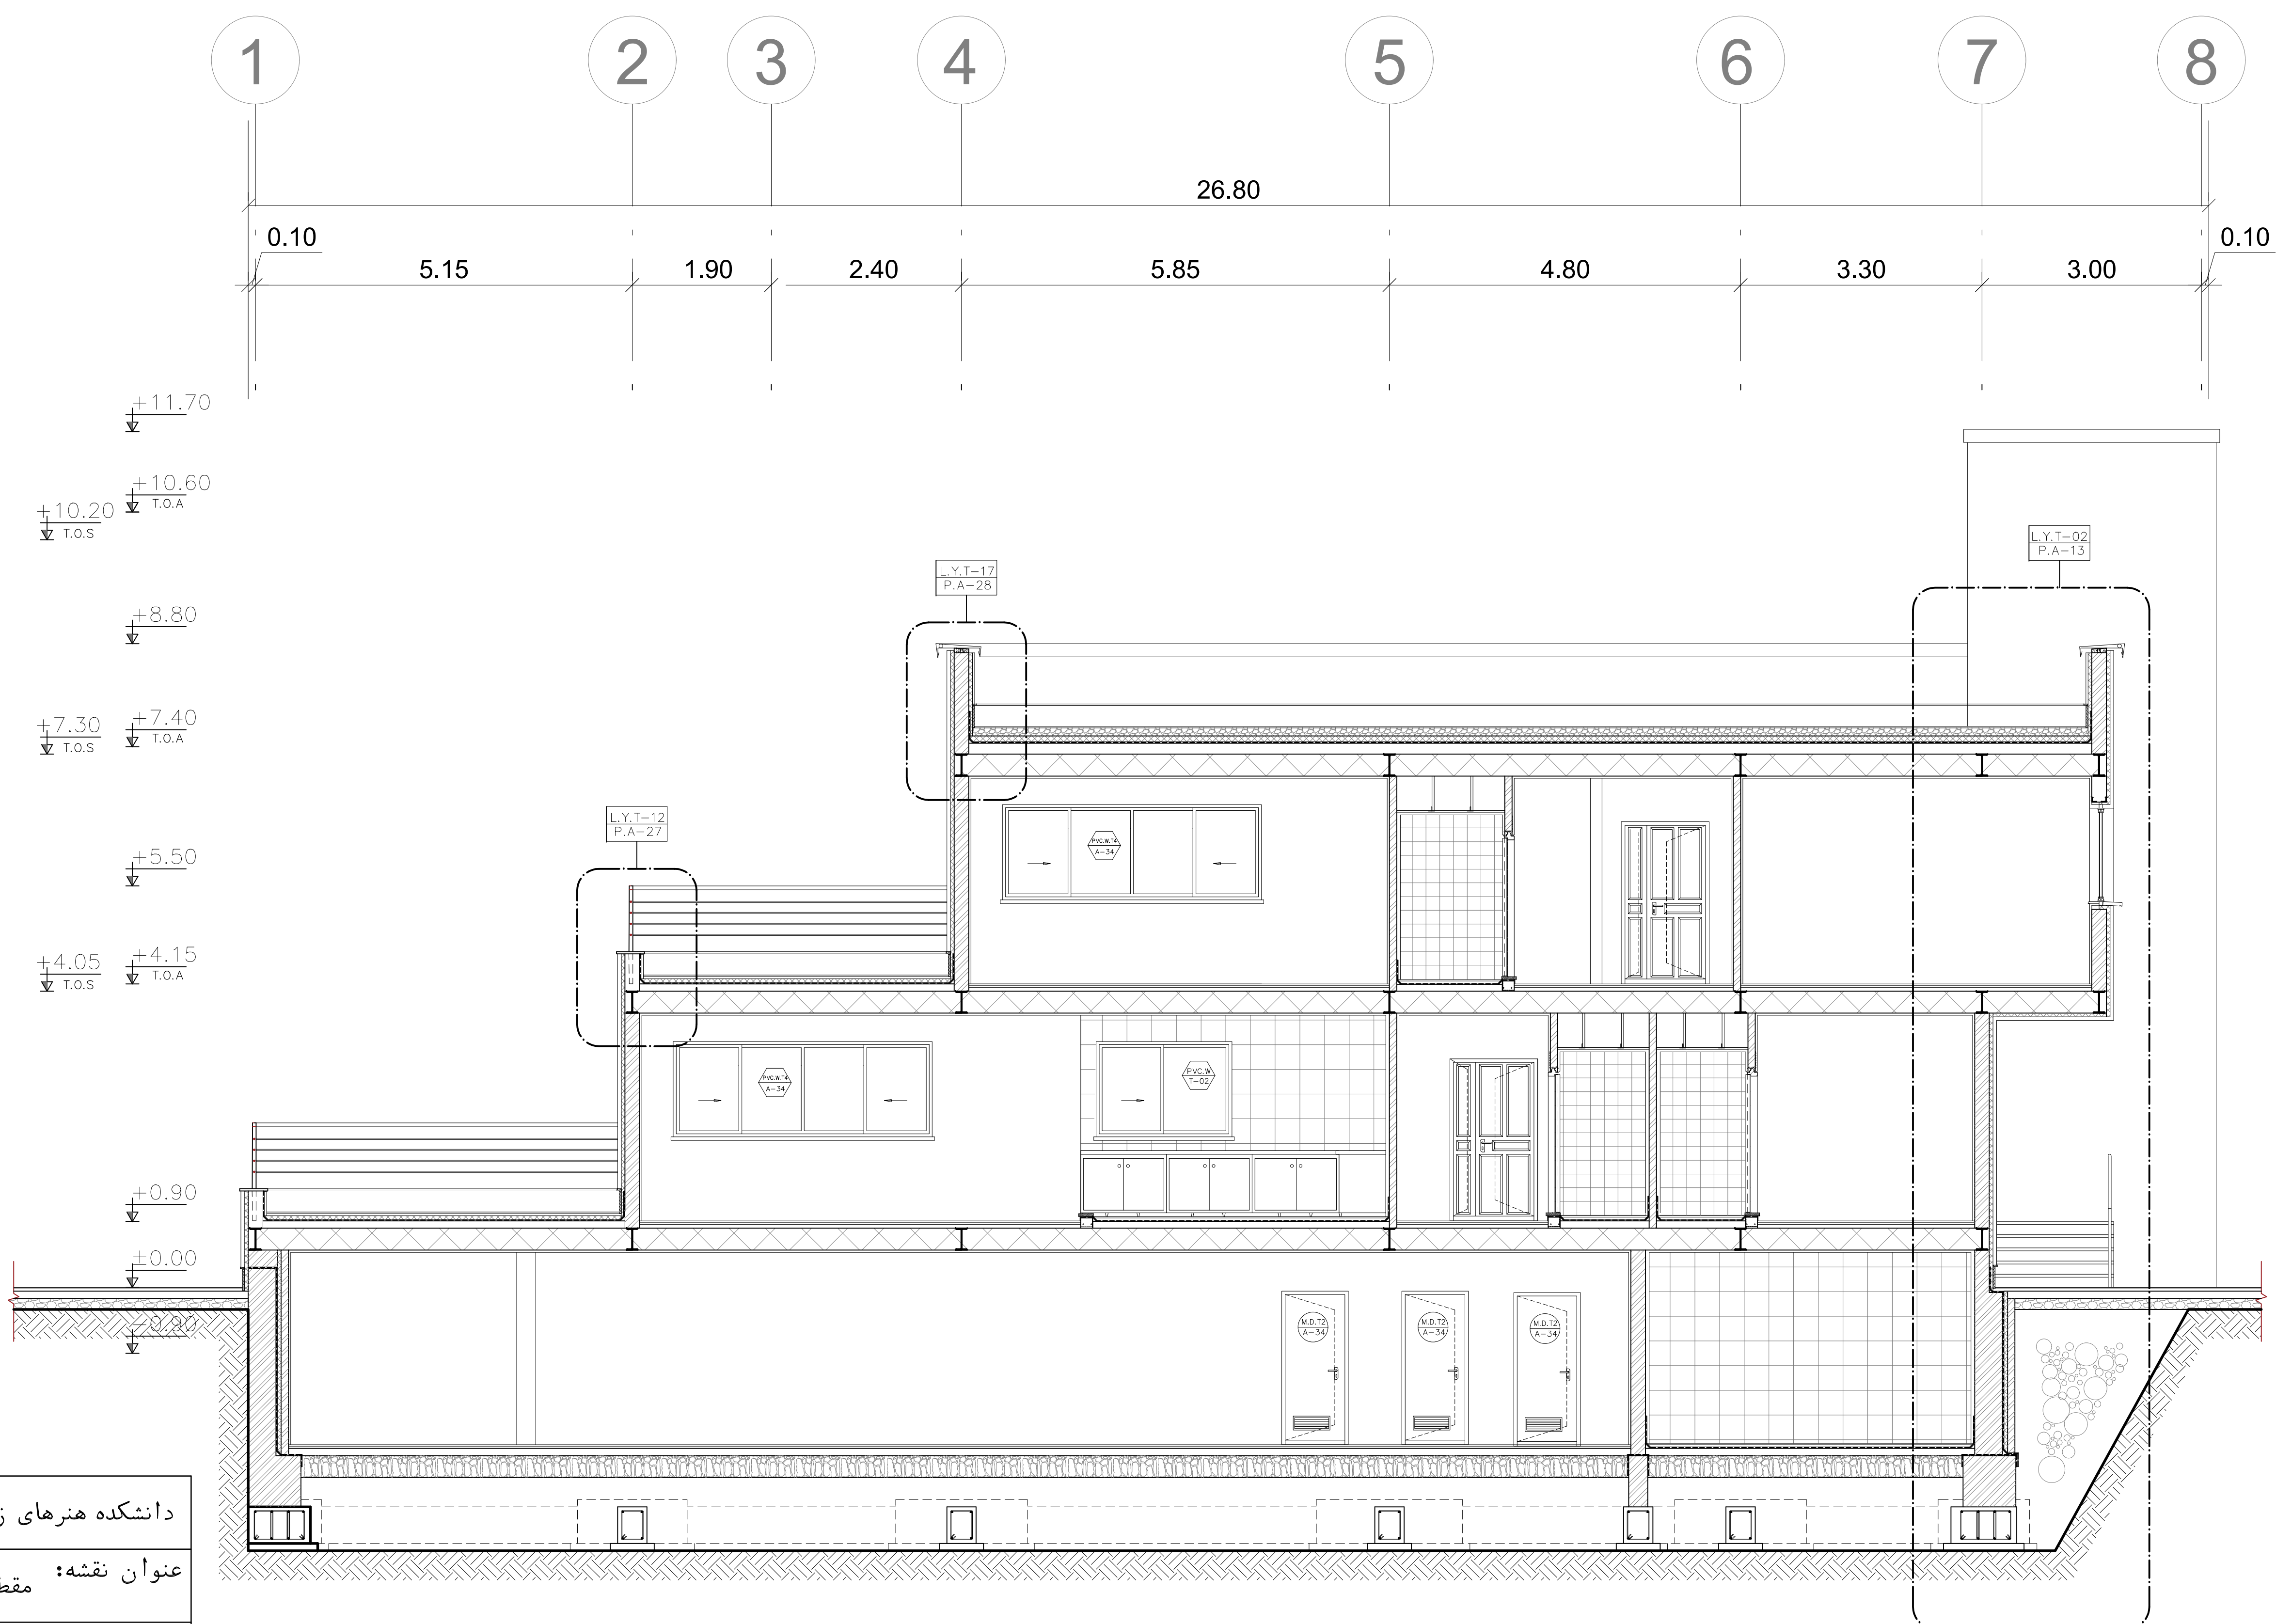 1 2 3 4 5 6 7 8
26.80
0.10 0.10
5.15 1.90 2.40 5.85 4.80 3.30 3.00
+11.70
+10.60
T.O.A
+10.20
T.O.S
L.Y.T-02
P.A-13
L.Y.T-17
P.A-28
+8.80
+7.40
T.O.A
+7.30
T.O.S
L.Y.T-12
P.A-27
PVC.W.T4
A-34
+5.50
+4.15
T.O.A
+4.05
T.O.S
PVC.W.T4
A-34
PVC.W
T-02
+0.90
±0.00
-0.90
M.D.T2
A-34
M.D.T2
A-34
M.D.T2
A-34
دانشکده هنرهای
عنوان نقشه: